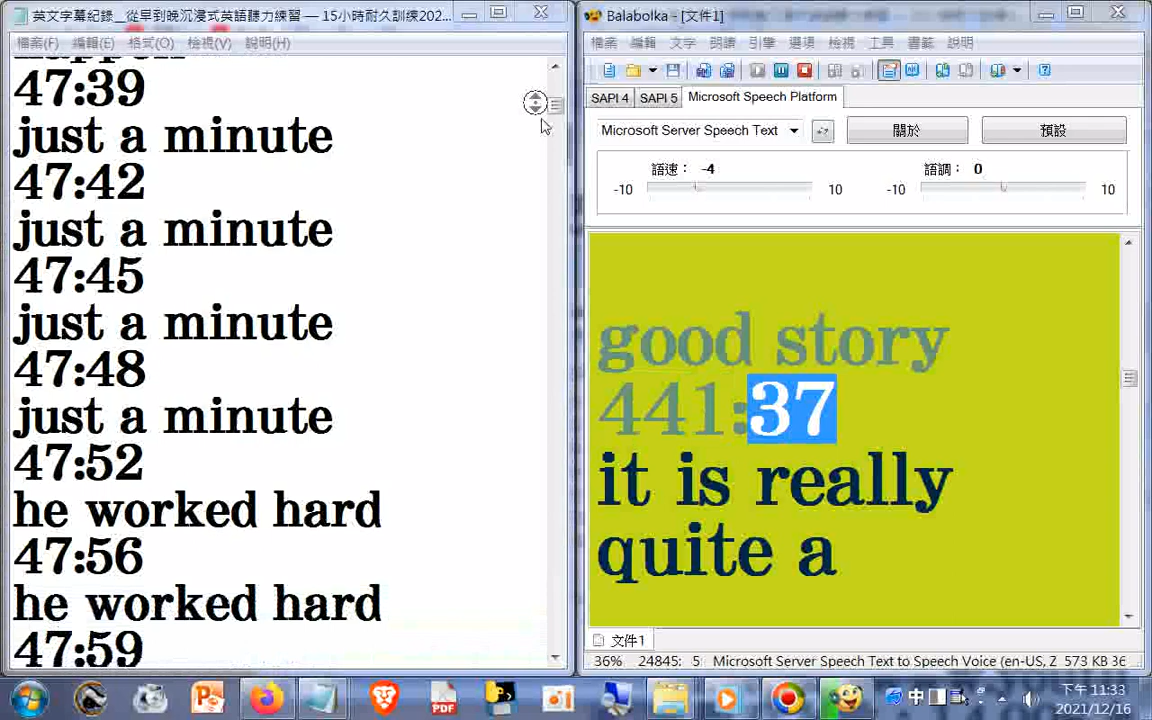 英文字幕紀錄__從早到晚沉浸式英語聽力練習 — 15小時耐久訓練202...
檔案(F) 編輯(E) 格式(O) 檢視(V) 說明(H)
happen
47:39
just a minute
47:42
just a minute
47:45
just a minute
47:48
just a minute
47:52
he worked hard
47:56
he worked hard
47:59
Balabolka - [文件1]
檔案 編輯 文字 朗讀 引擎 選項 檢視 工具 書籤 說明
SAPI 4 SAPI 5 Microsoft Speech Platform
Microsoft Server Speech Text 關於 預設
語速： -4 語調： 0
-10 10 -10 10
good story
441:37
it is really
quite a
文件1
36% 24845: 5 Microsoft Server Speech Text to Speech Voice (en-US, Z 573 KB 36
PDF 中 下午 11:33
2021/12/16